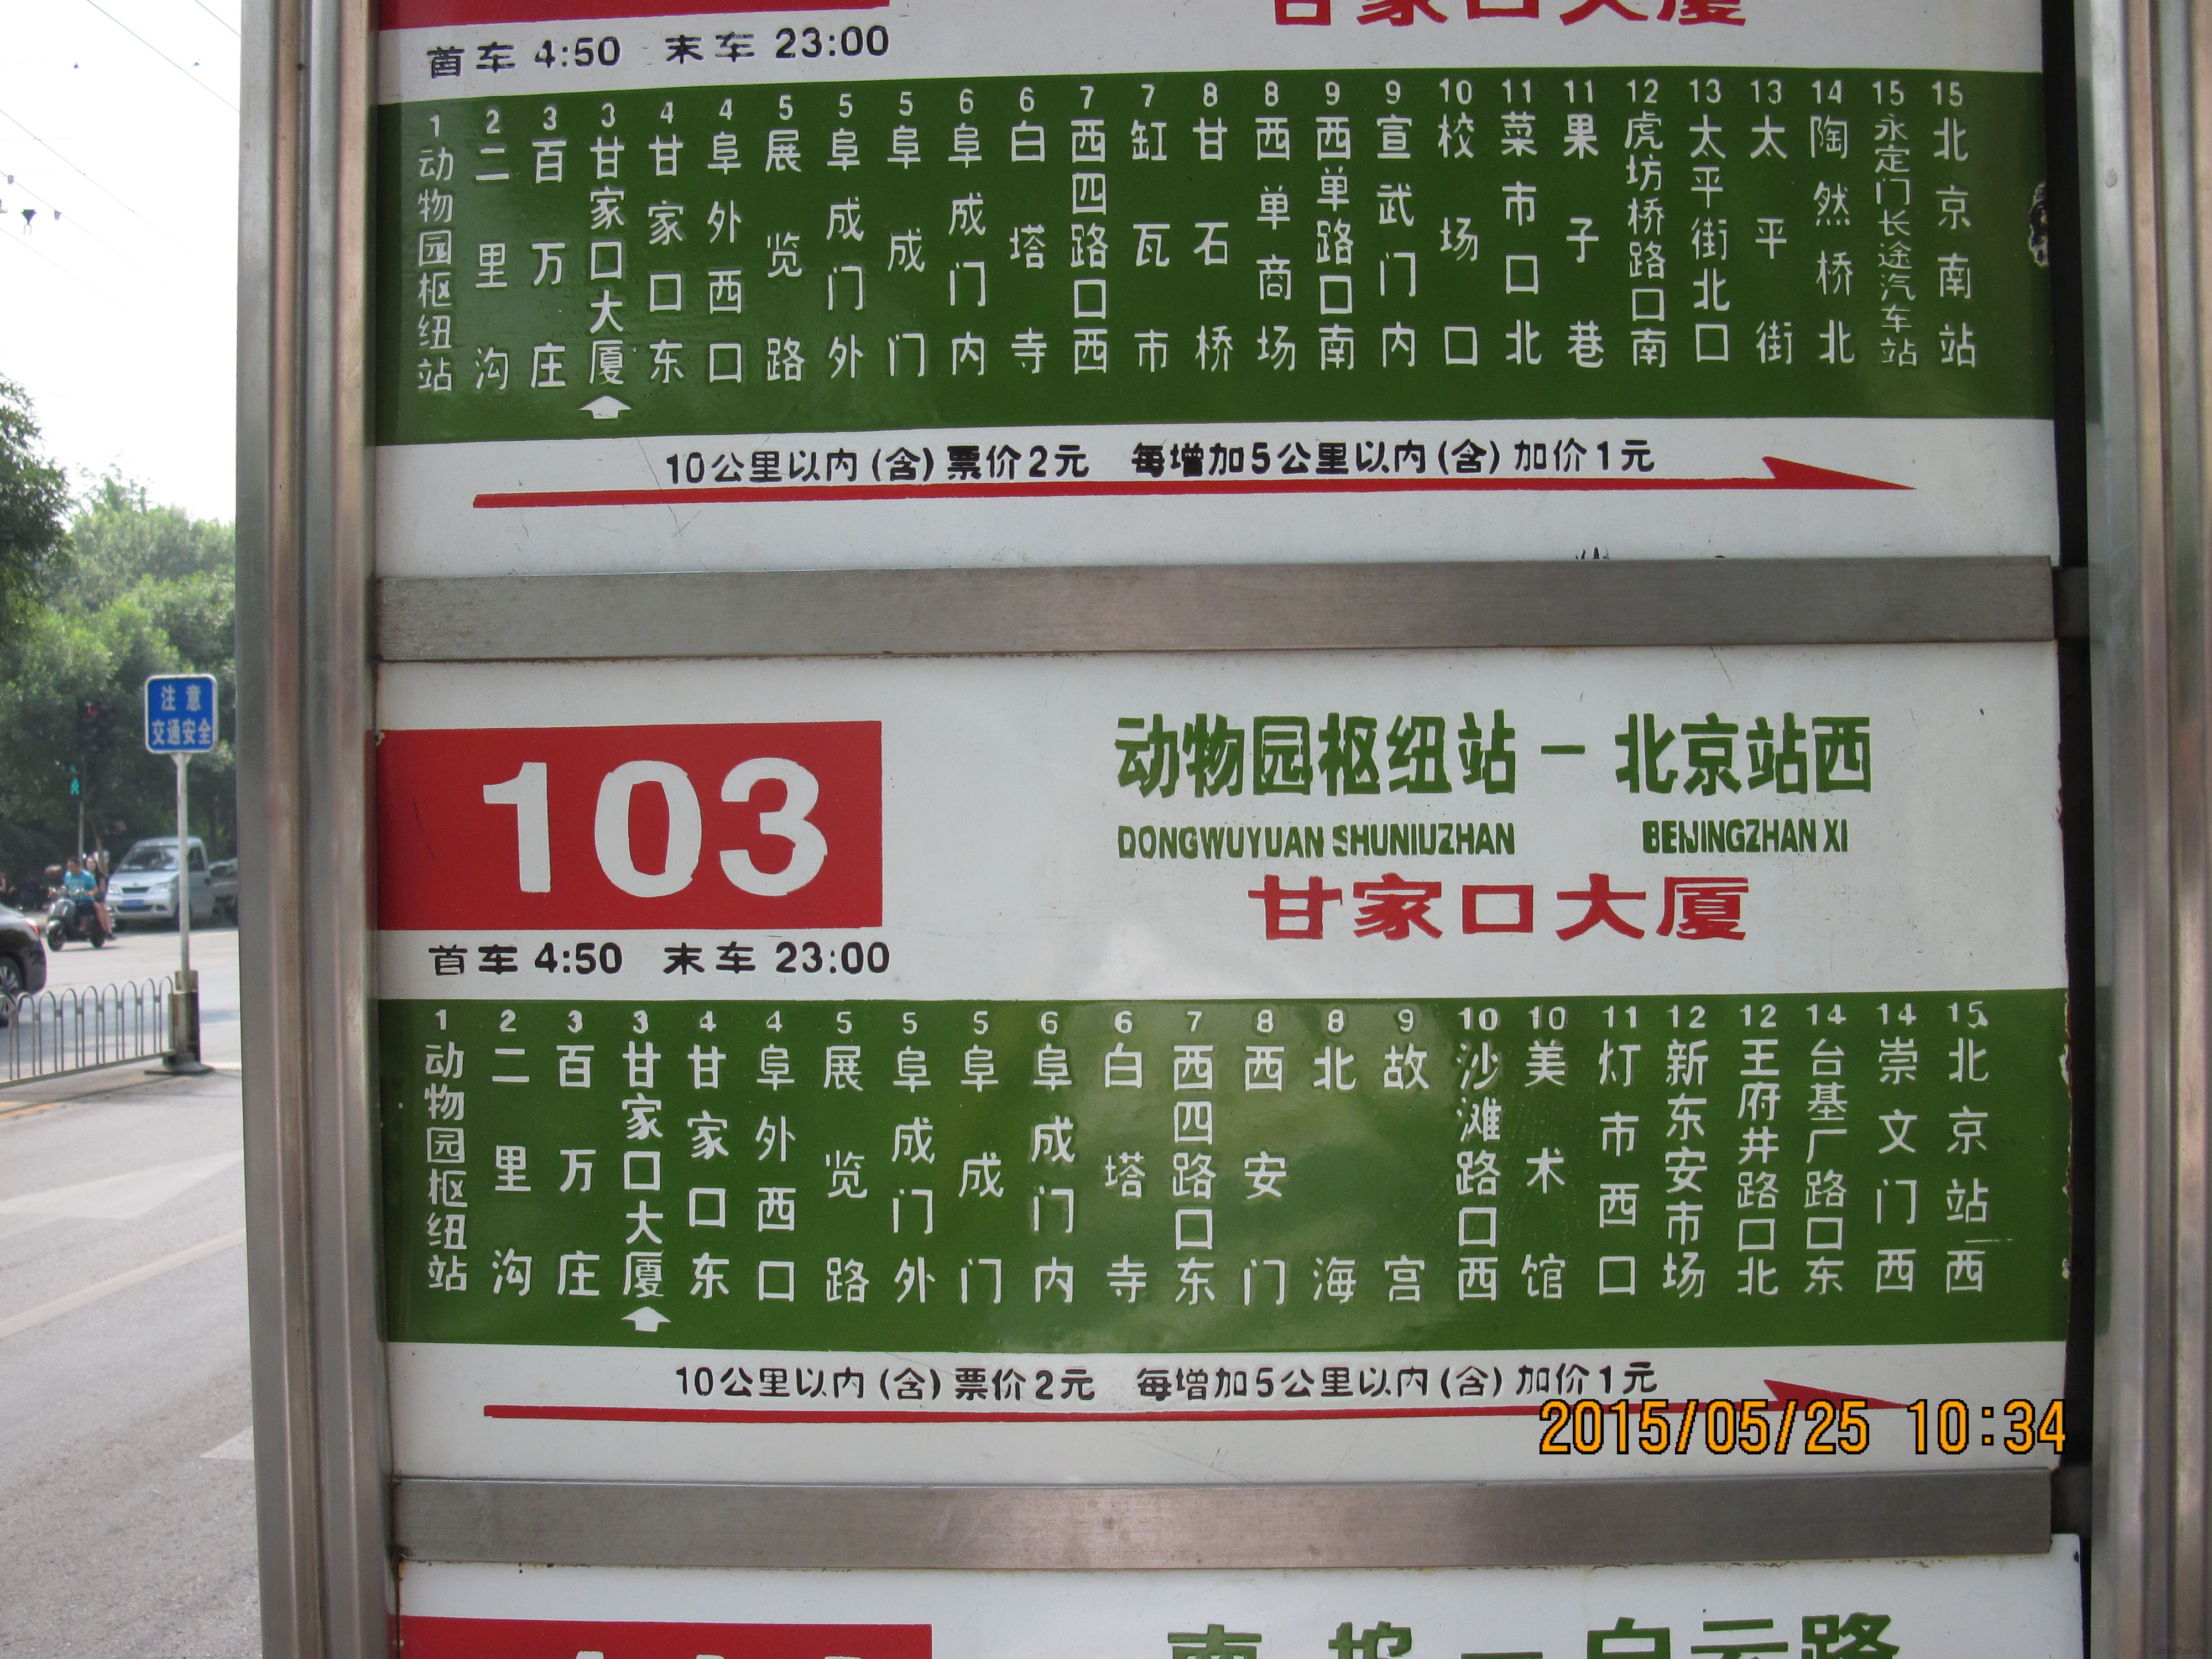 甘家口大厦
首车 4:50 末车 23:00
1 动物园枢纽站
2 二里沟
3 百万庄
3 甘家口大厦
4 甘家口东
4 阜外西口
5 展览路
5 阜成门外
5 阜成门
6 阜成门内
6 白塔寺
7 西四路口西
7 缸瓦市
8 甘石桥
8 西单商场
9 西单路口南
9 宣武门内
10 校场口
11 菜市口北
11 果子巷
12 虎坊桥路口南
13 太平街北口
13 太平街
14 陶然桥北
15 永定门长途汽车站
15 北京南站
10公里以内(含)票价2元 每增加5公里以内(含)加价1元
103
动物园枢纽站 — 北京站西
DONGWUYUAN SHUNIUZHAN BEIJINGZHAN XI
甘家口大厦
首车 4:50 末车 23:00
1 动物园枢纽站
2 二里沟
3 百万庄
3 甘家口大厦
4 甘家口东
4 阜外西口
5 展览路
5 阜成门外
5 阜成门
6 阜成门内
6 白塔寺
7 西四路口东
8 西安门
8 北海
9 故宫
10 沙滩路口西
10 美术馆
11 灯市西口
12 新东安市场
12 王府井路口北
14 台基厂路口东
14 崇文门西
15 北京站西
10公里以内(含)票价2元 每增加5公里以内(含)加价1元
2015/05/25 10:34
南坞 — 白云路
注意
交通安全